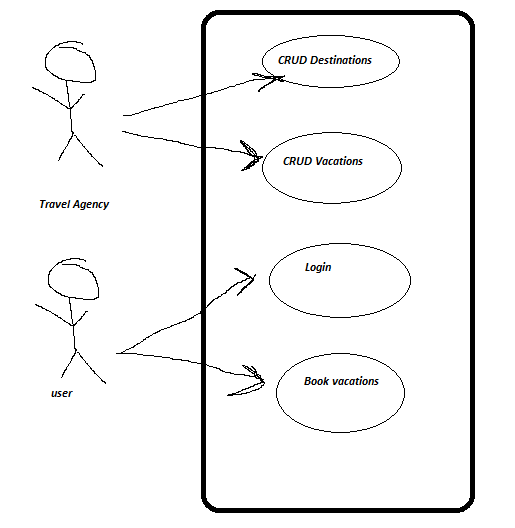 CRUD Destinations
CRUD Vacations
Travel Agency
Login
Book vacations
user